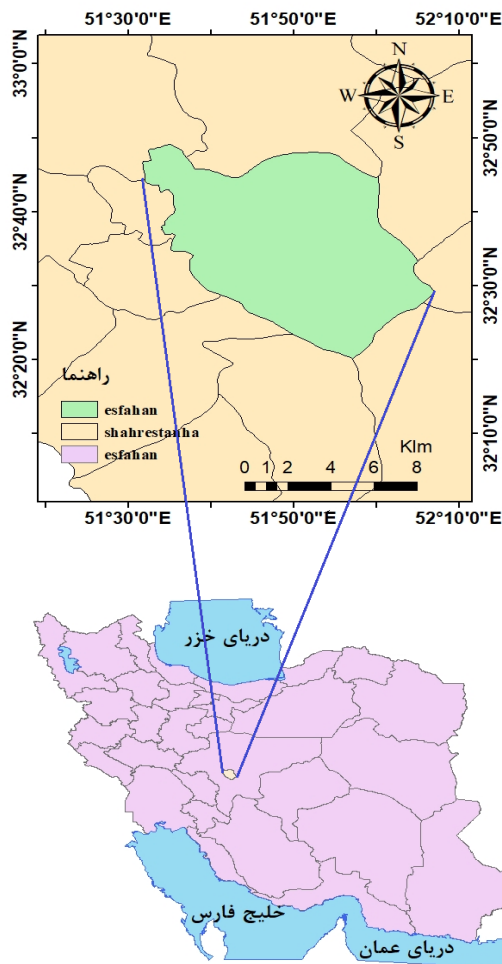 51°30'0"E 51°50'0"E 52°10'0"E
33°0'0"N
32°40'0"N
32°20'0"N
32°50'0"N
32°30'0"N
32°10'0"N
N
W E
S
راهنما
esfahan
shahrestanha
esfahan
Klm
0 1 2 4 6 8
51°30'0"E 51°50'0"E 52°10'0"E
دریای خزر
خلیج فارس
دریای عمان